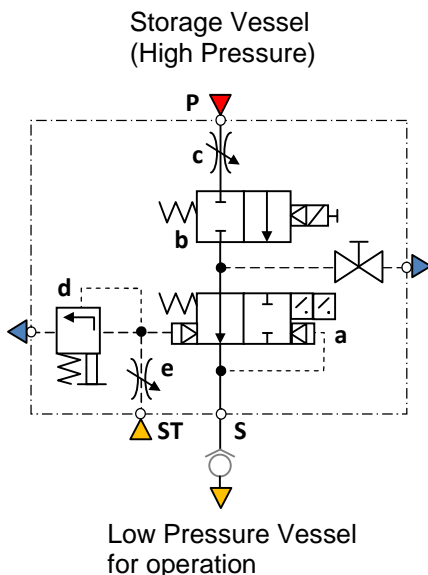 Storage Vessel
(High Pressure)
P
c
b
d
a
e
ST
S
Low Pressure Vessel
for operation